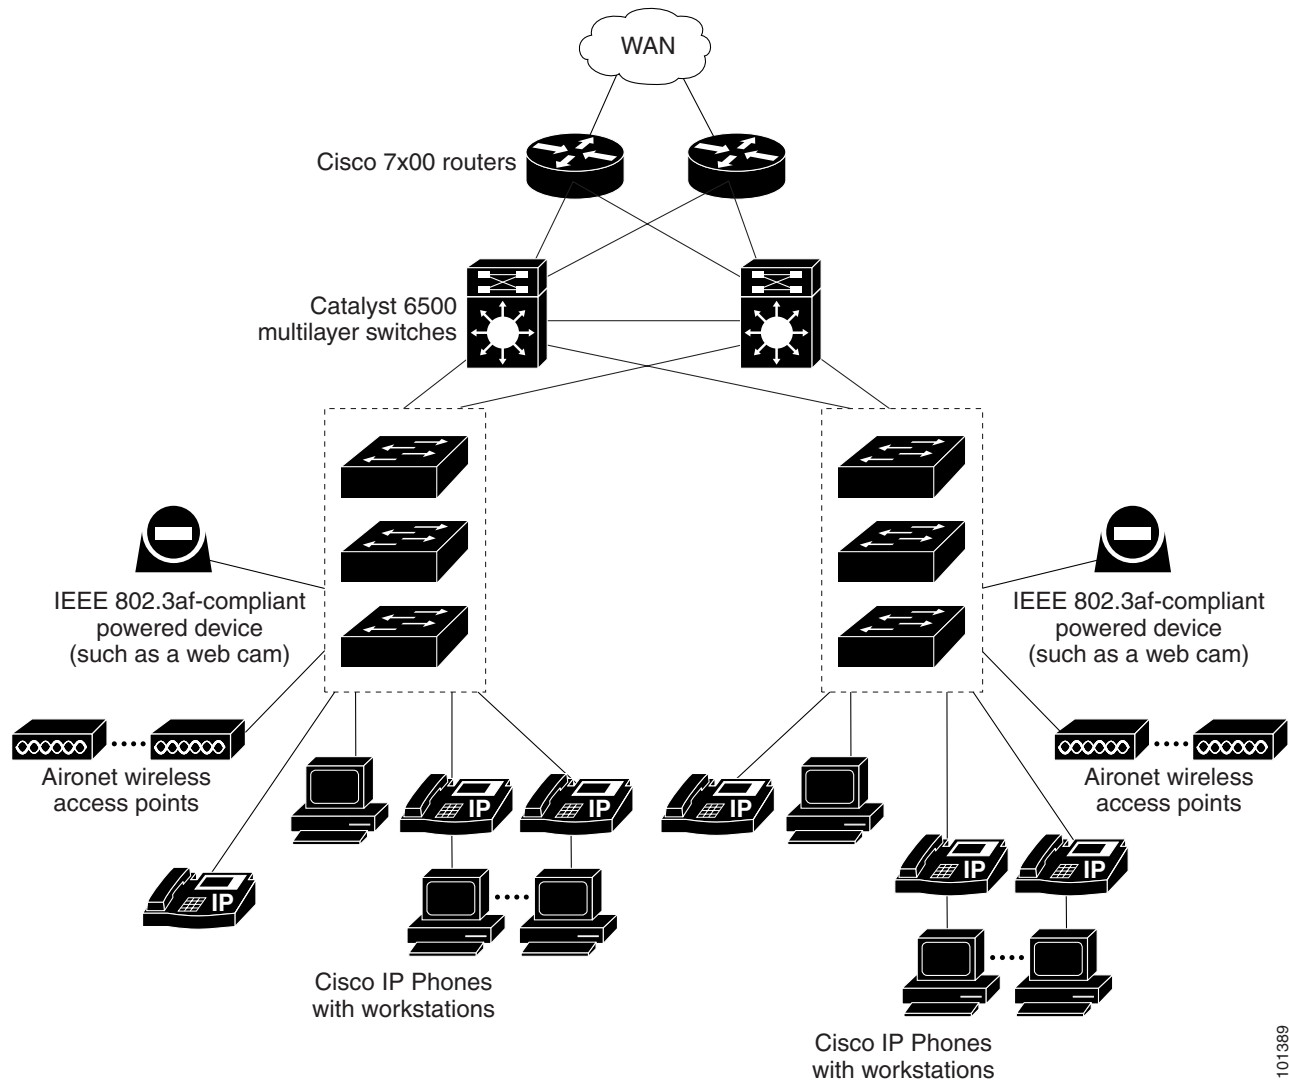 WAN
Cisco 7x00 routers
Catalyst 6500
multilayer switches
IEEE 802.3af-compliant
powered device
(such as a web cam)
IEEE 802.3af-compliant
powered device
(such as a web cam)
Aironet wireless
access points
Aironet wireless
access points
IP
IP
IP
IP
IP
IP
Cisco IP Phones
with workstations
Cisco IP Phones
with workstations
101389